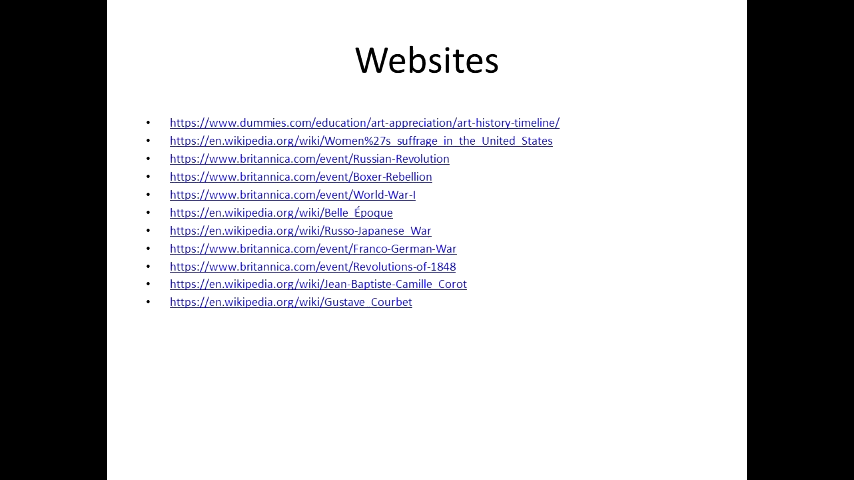 Websites
• https://www.dummies.com/education/art-appreciation/art-history-timeline/
• https://en.wikipedia.org/wiki/Women%27s_suffrage_in_the_United_States
• https://www.britannica.com/event/Russian-Revolution
• https://www.britannica.com/event/Boxer-Rebellion
• https://www.britannica.com/event/World-War-I
• https://en.wikipedia.org/wiki/Belle_Époque
• https://en.wikipedia.org/wiki/Russo-Japanese_War
• https://www.britannica.com/event/Franco-German-War
• https://www.britannica.com/event/Revolutions-of-1848
• https://en.wikipedia.org/wiki/Jean-Baptiste-Camille_Corot
• https://en.wikipedia.org/wiki/Gustave_Courbet